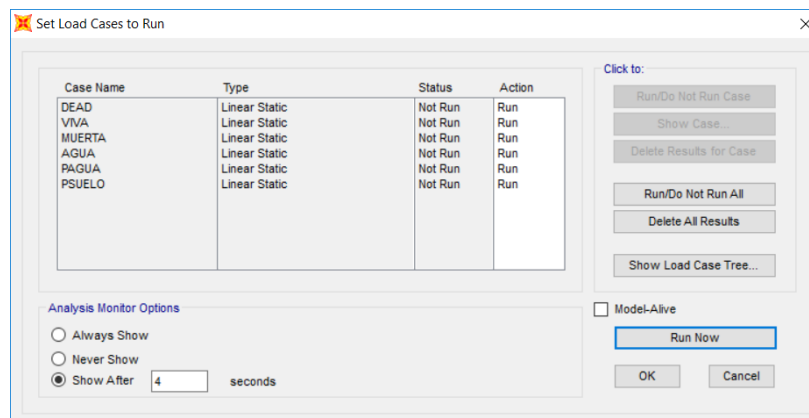 Set Load Cases to Run
Click to:
Case Name Type Status Action
DEAD Linear Static Not Run Run
VIVA Linear Static Not Run Run
MUERTA Linear Static Not Run Run
AGUA Linear Static Not Run Run
PAGUA Linear Static Not Run Run
PSUELO Linear Static Not Run Run
Run/Do Not Run Case
Show Case...
Delete Results for Case
Run/Do Not Run All
Delete All Results
Show Load Case Tree...
Analysis Monitor Options
Always Show
Never Show
Show After 4 seconds
Model-Alive
Run Now
OK Cancel